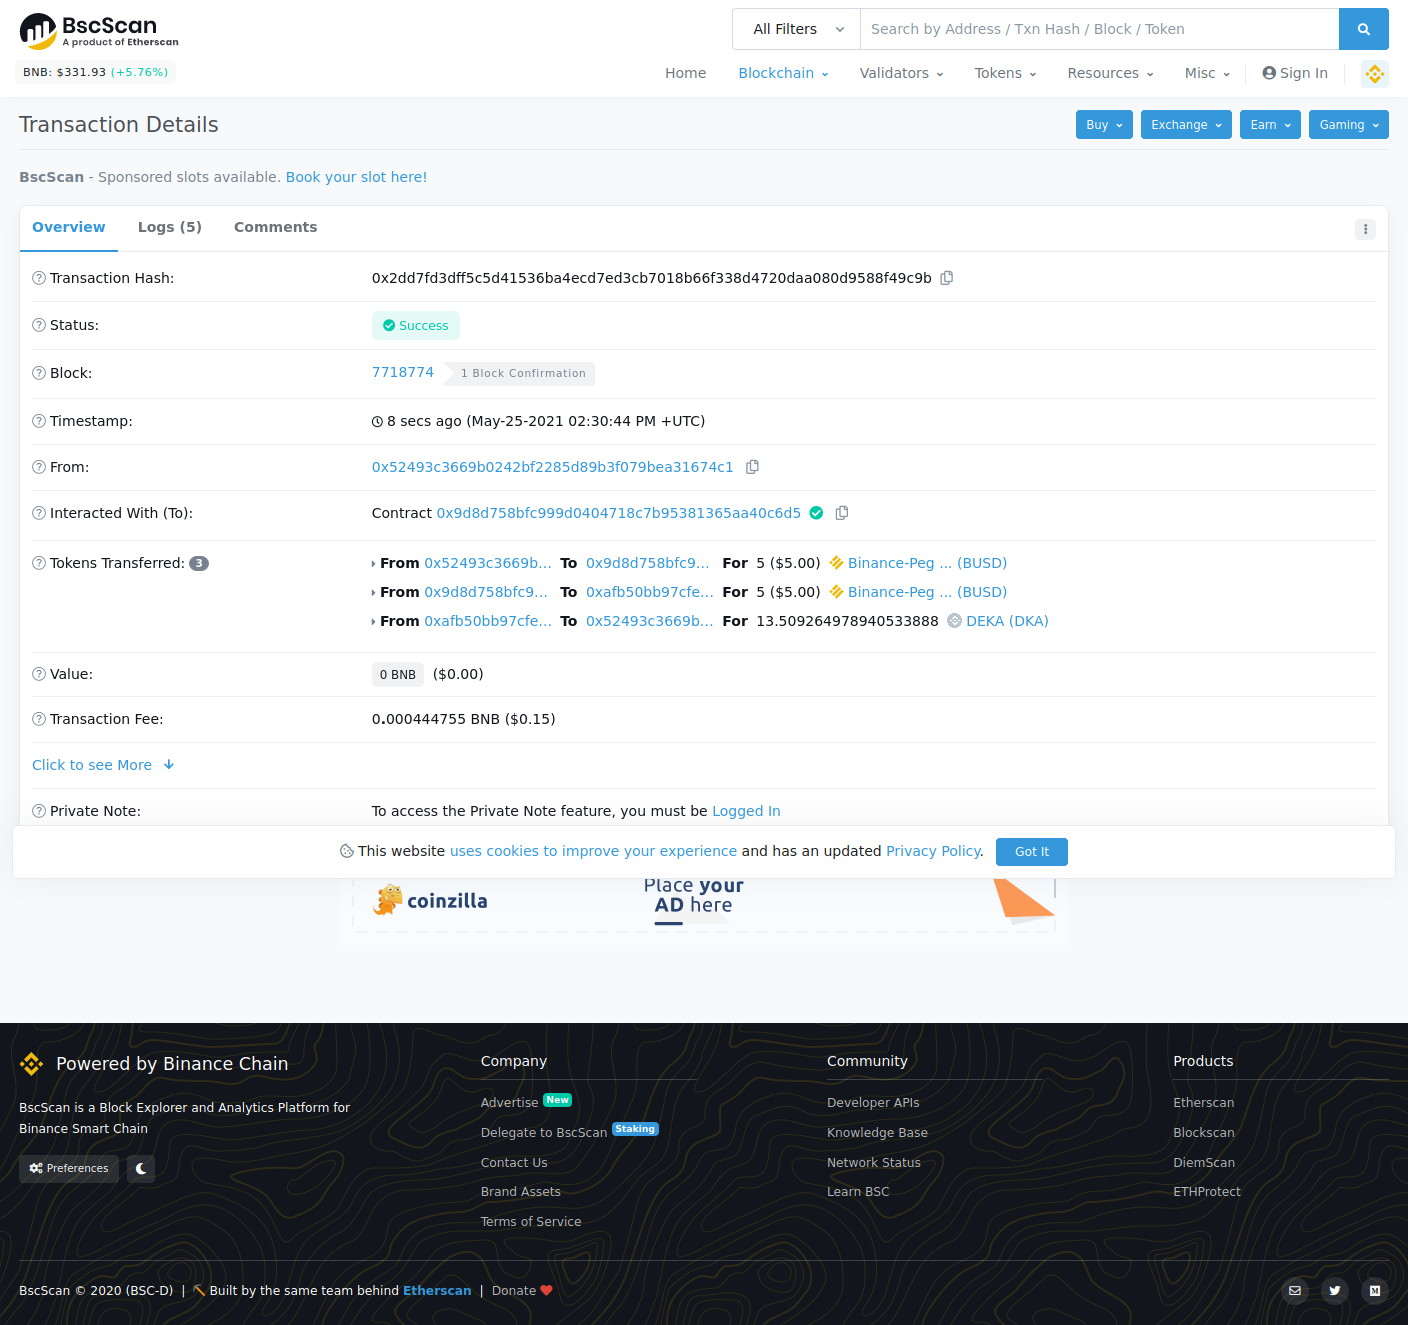 BscScan
A product of Etherscan
All Filters
Search by Address / Txn Hash / Block / Token
BNB: $331.93 (+5.76%)
Home Blockchain Validators Tokens Resources Misc Sign In
Transaction Details
Buy Exchange Earn Gaming
BscScan - Sponsored slots available. Book your slot here!
Overview Logs (5) Comments
Transaction Hash: 0x2dd7fd3dff5c5d41536ba4ecd7ed3cb7018b66f338d4720daa080d9588f49c9b
Status: Success
Block: 7718774 1 Block Confirmation
Timestamp: 8 secs ago (May-25-2021 02:30:44 PM +UTC)
From: 0x52493c3669b0242bf2285d89b3f079bea31674c1
Interacted With (To): Contract 0x9d8d758bfc999d0404718c7b95381365aa40c6d5
Tokens Transferred: 3 From 0x52493c3669b... To 0x9d8d758bfc9... For 5 ($5.00) Binance-Peg ... (BUSD)
From 0x9d8d758bfc9... To 0xafb50bb97cfe... For 5 ($5.00) Binance-Peg ... (BUSD)
From 0xafb50bb97cfe... To 0x52493c3669b... For 13.509264978940533888 DEKA (DKA)
Value: 0 BNB ($0.00)
Transaction Fee: 0.000444755 BNB ($0.15)
Click to see More
Private Note: To access the Private Note feature, you must be Logged In
This website uses cookies to improve your experience and has an updated Privacy Policy. Got It
coinzilla
Place your
AD here
Powered by Binance Chain
BscScan is a Block Explorer and Analytics Platform for
Binance Smart Chain
Preferences
Company
Advertise New
Delegate to BscScan Staking
Contact Us
Brand Assets
Terms of Service
Community
Developer APIs
Knowledge Base
Network Status
Learn BSC
Products
Etherscan
Blockscan
DiemScan
ETHProtect
BscScan © 2020 (BSC-D) | Built by the same team behind Etherscan | Donate